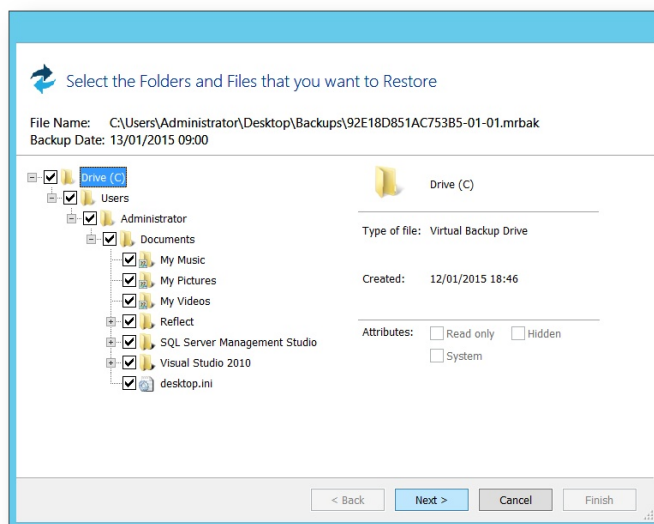 Select the Folders and Files that you want to Restore
File Name: C:\Users\Administrator\Desktop\Backups\92E18D851AC753B5-01-01.mrbak
Backup Date: 13/01/2015 09:00
Drive (C)
Users
Administrator
Documents
My Music
My Pictures
My Videos
Reflect
SQL Server Management Studio
Visual Studio 2010
desktop.ini
Drive (C)
Type of file: Virtual Backup Drive
Created: 12/01/2015 18:46
Attributes: Read only Hidden
System
< Back Next > Cancel Finish